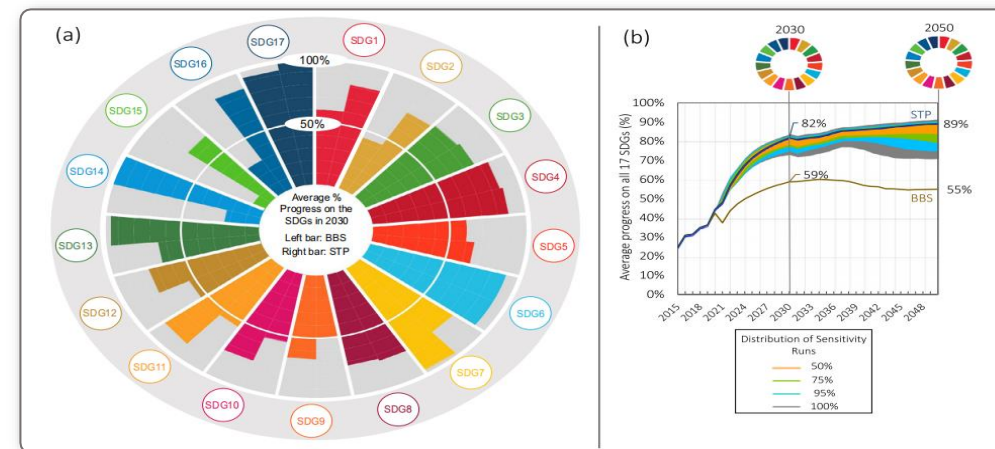 (a)
SDG17
SDG1
SDG16
100%
SDG2
SDG15
SDG3
50%
SDG14
SDG4
Average %
Progress on the
SDGs in 2030
Left bar: BBS
Right bar: STP
SDG13
SDG5
SDG12
SDG6
SDG11
SDG7
SDG10
SDG9
SDG8
(b)
2030
2050
Average progress on all 17 SDGs (%)
100%
90%
80%
70%
60%
50%
40%
30%
20%
10%
0%
STP
82%
89%
59%
BBS
55%
2015
2018
2021
2024
2027
2030
2033
2036
2039
2042
2045
2048
Distribution of Sensitivity
Runs
50%
75%
95%
100%